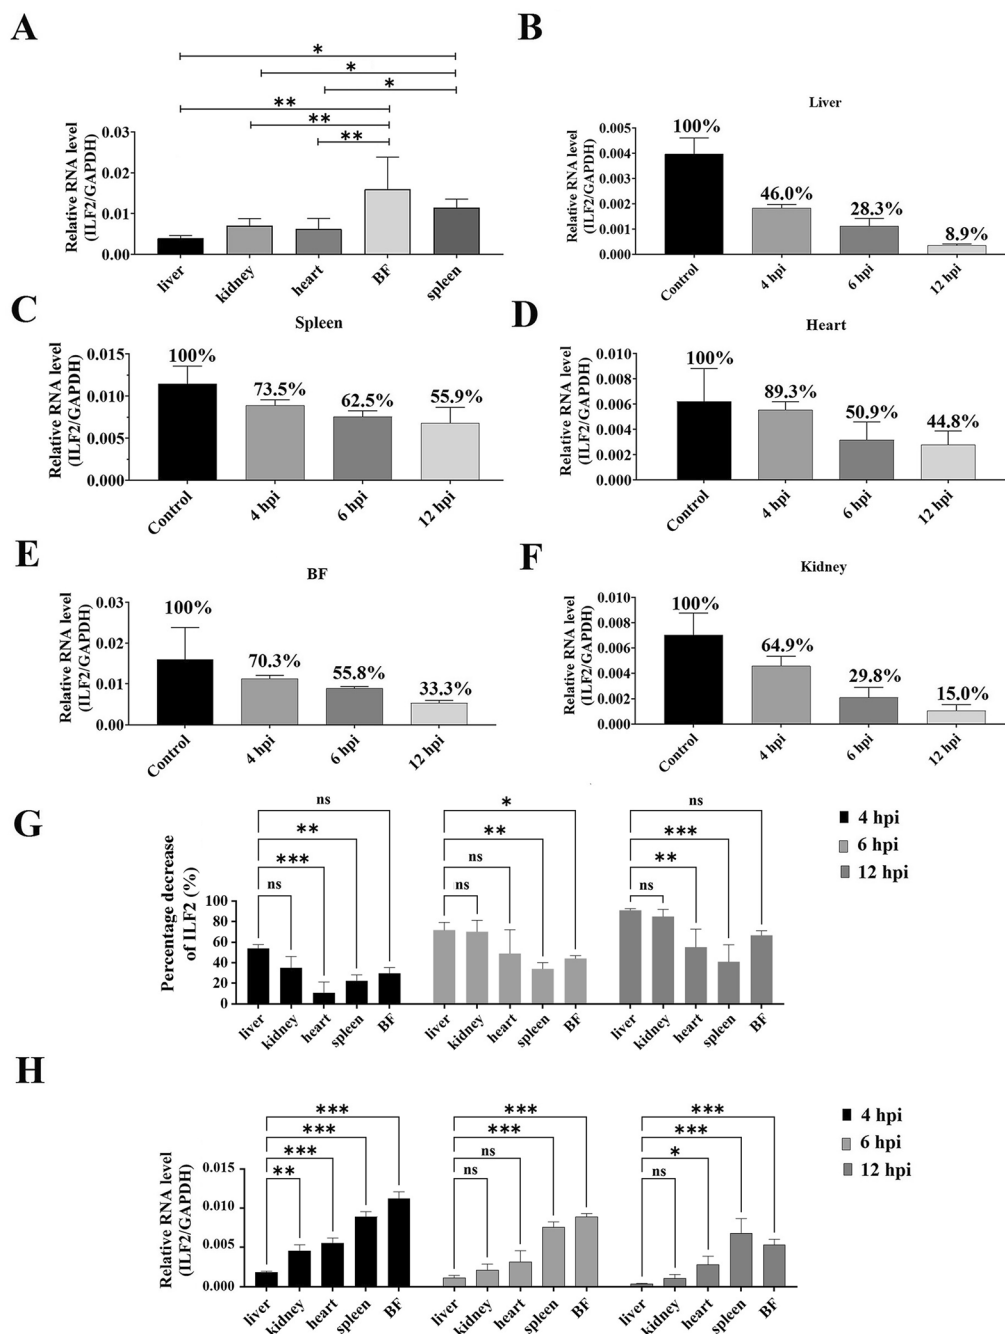 A
*
*
*
**
**
**
Relative RNA level
(ILF2/GAPDH)
0.03
0.02
0.01
0.00
liver
kidney
heart
BF
spleen
B
Liver
Relative RNA level
(ILF2/GAPDH)
0.005
0.004
0.003
0.002
0.001
0.000
100%
46.0%
28.3%
8.9%
Control
4 hpi
6 hpi
12 hpi
C
Spleen
Relative RNA level
(ILF2/GAPDH)
0.015
0.010
0.005
0.000
100%
73.5%
62.5%
55.9%
Control
4 hpi
6 hpi
12 hpi
D
Heart
Relative RNA level
(ILF2/GAPDH)
0.010
0.008
0.006
0.004
0.002
0.000
100%
89.3%
50.9%
44.8%
Control
4 hpi
6 hpi
12 hpi
E
BF
Relative RNA level
(ILF2/GAPDH)
0.03
0.02
0.01
0.00
100%
70.3%
55.8%
33.3%
Control
4 hpi
6 hpi
12 hpi
F
Kidney
Relative RNA level
(ILF2/GAPDH)
0.010
0.008
0.006
0.004
0.002
0.000
100%
64.9%
29.8%
15.0%
Control
4 hpi
6 hpi
12 hpi
G
Percentage decrease
of ILF2 (%)
100
80
60
40
20
0
ns
**
***
ns
liver
kidney
heart
spleen
BF
*
**
ns
ns
liver
kidney
heart
spleen
BF
ns
***
**
ns
liver
kidney
heart
spleen
BF
4 hpi
6 hpi
12 hpi
H
Relative RNA level
(ILF2/GAPDH)
0.015
0.010
0.005
0.000
***
***
***
**
liver
kidney
heart
spleen
BF
***
***
ns
ns
liver
kidney
heart
spleen
BF
***
***
*
ns
liver
kidney
heart
spleen
BF
4 hpi
6 hpi
12 hpi